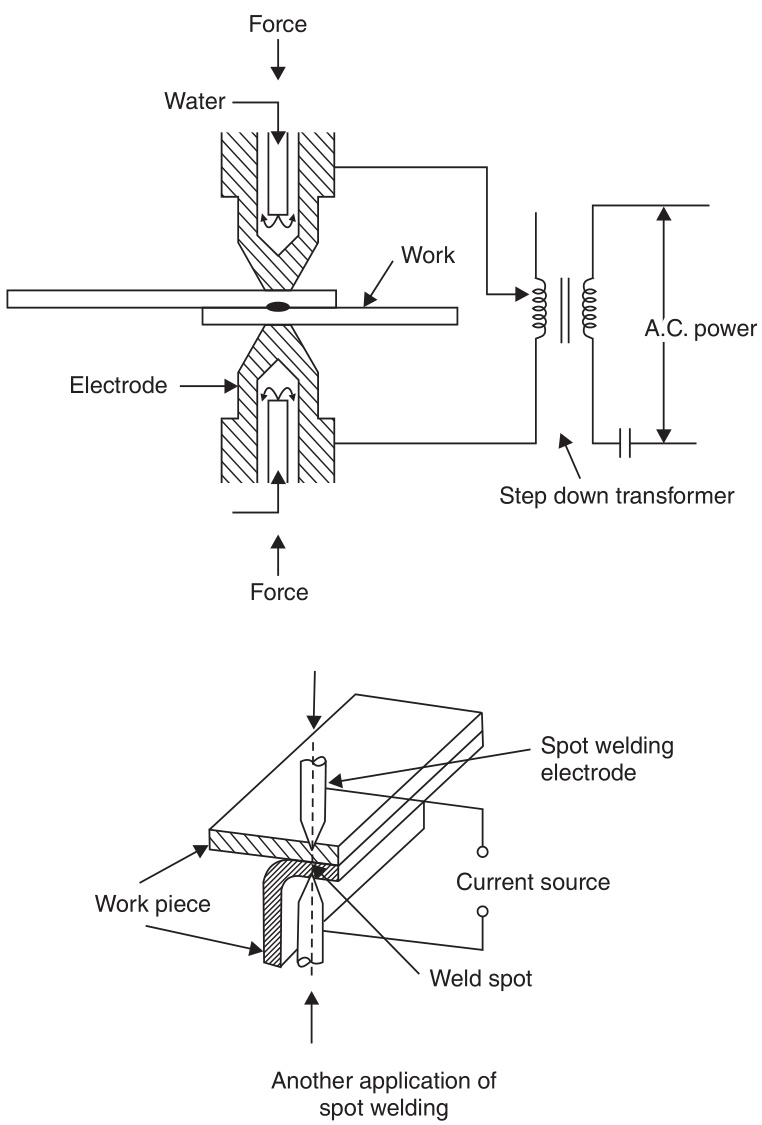 Force
Water
Work
A.C. power
Electrode
Step down transformer
Force
Spot welding
electrode
Current source
Work piece
Weld spot
Another application of
spot welding